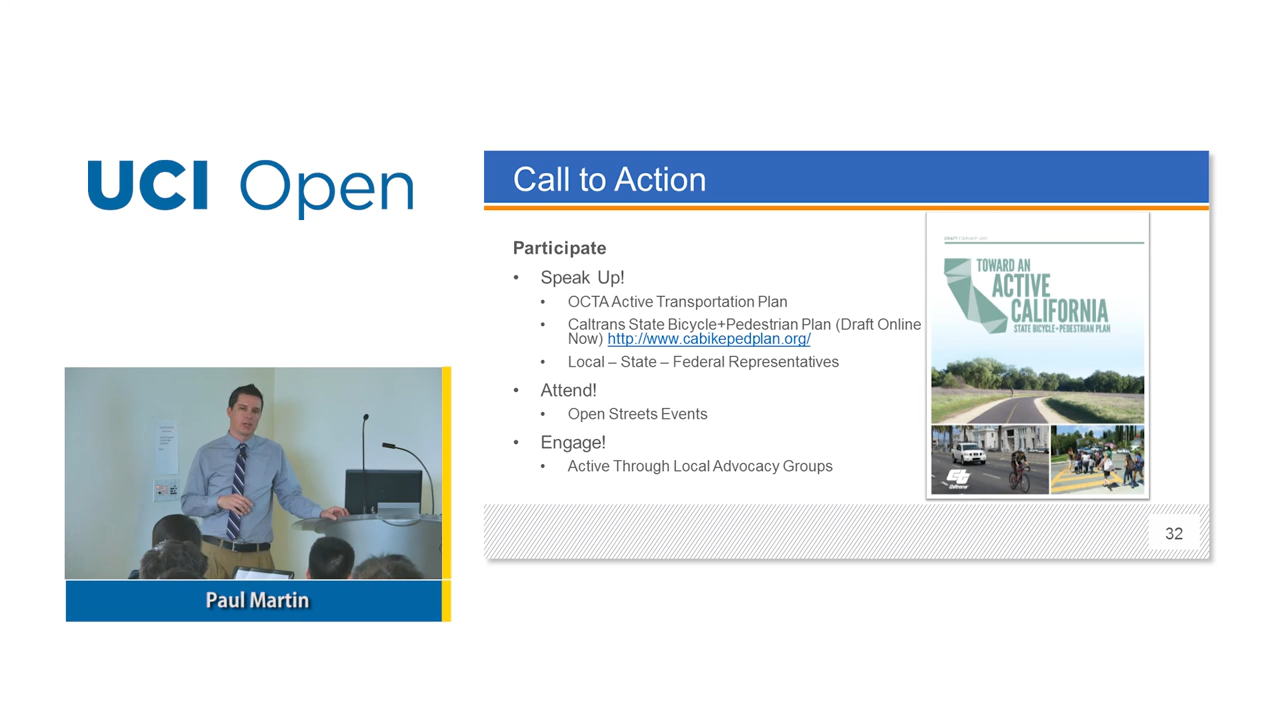 UCI Open
Call to Action
Participate
• Speak Up!
• OCTA Active Transportation Plan
• Caltrans State Bicycle+Pedestrian Plan (Draft Online
Now) http://www.cabikepedplan.org/
• Local – State – Federal Representatives
• Attend!
• Open Streets Events
• Engage!
• Active Through Local Advocacy Groups
TOWARD AN
ACTIVE
CALIFORNIA
STATE BICYCLE+PEDESTRIAN PLAN
32
Paul Martin